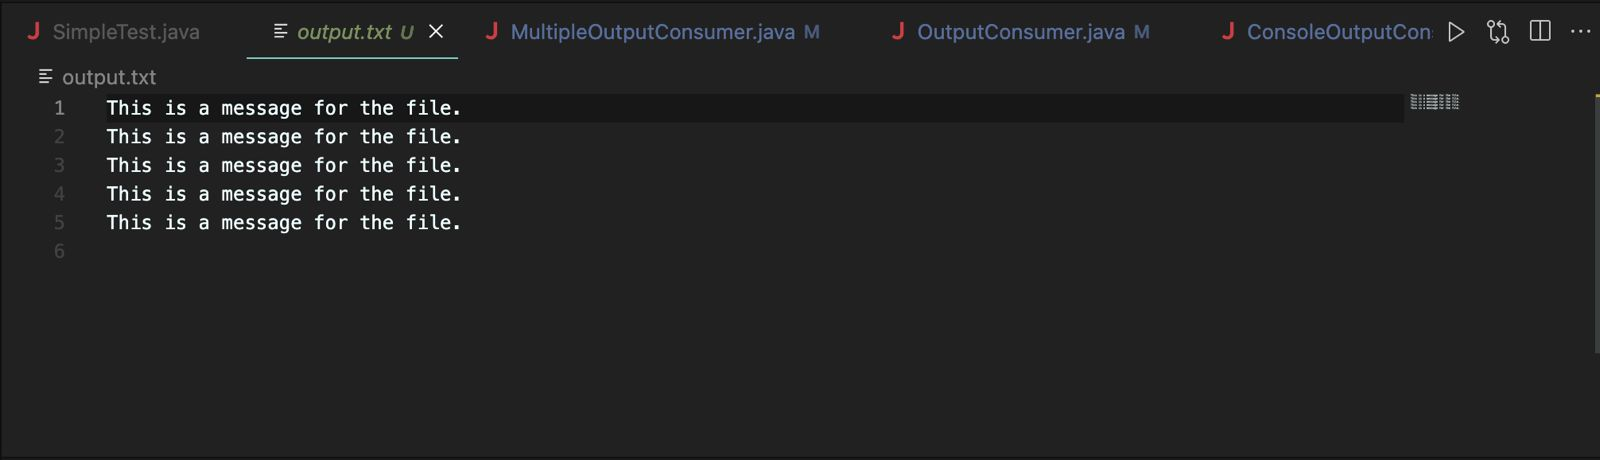 SimpleTest.java output.txt U MultipleOutputConsumer.java M OutputConsumer.java M ConsoleOutputCon
output.txt
1 This is a message for the file.
2 This is a message for the file.
3 This is a message for the file.
4 This is a message for the file.
5 This is a message for the file.
6